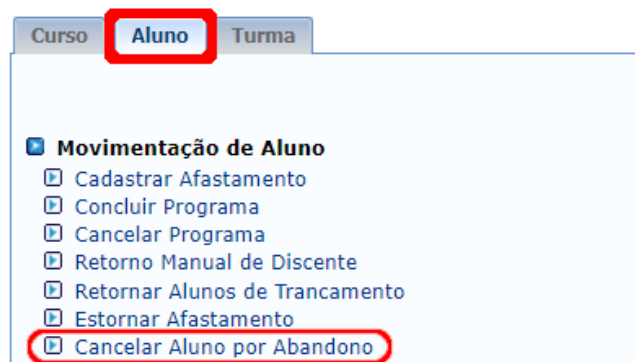 Curso Aluno Turma
Movimentação de Aluno
Cadastrar Afastamento
Concluir Programa
Cancelar Programa
Retorno Manual de Discente
Retornar Alunos de Trancamento
Estornar Afastamento
Cancelar Aluno por Abandono